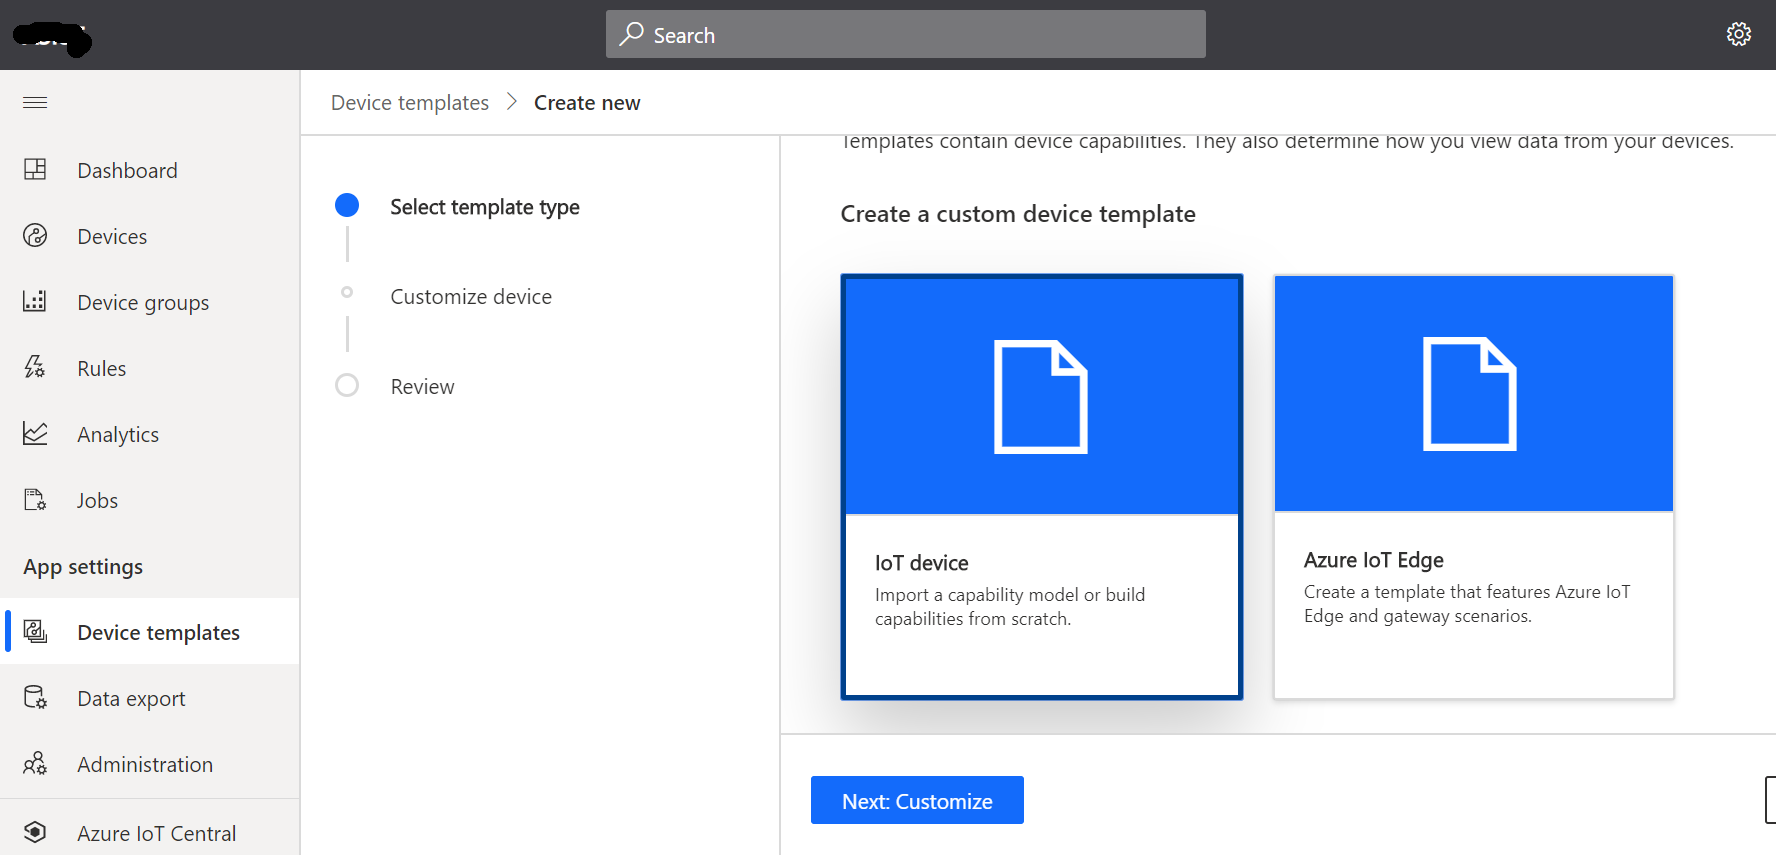 Search
Device templates > Create new
Dashboard
Devices
Device groups
Rules
Analytics
Jobs
App settings
Device templates
Data export
Administration
Azure IoT Central
Select template type
Customize device
Review
Templates contain device capabilities. They also determine how you view data from your devices.
Create a custom device template
IoT device
Import a capability model or build
capabilities from scratch.
Azure IoT Edge
Create a template that features Azure IoT
Edge and gateway scenarios.
Next: Customize